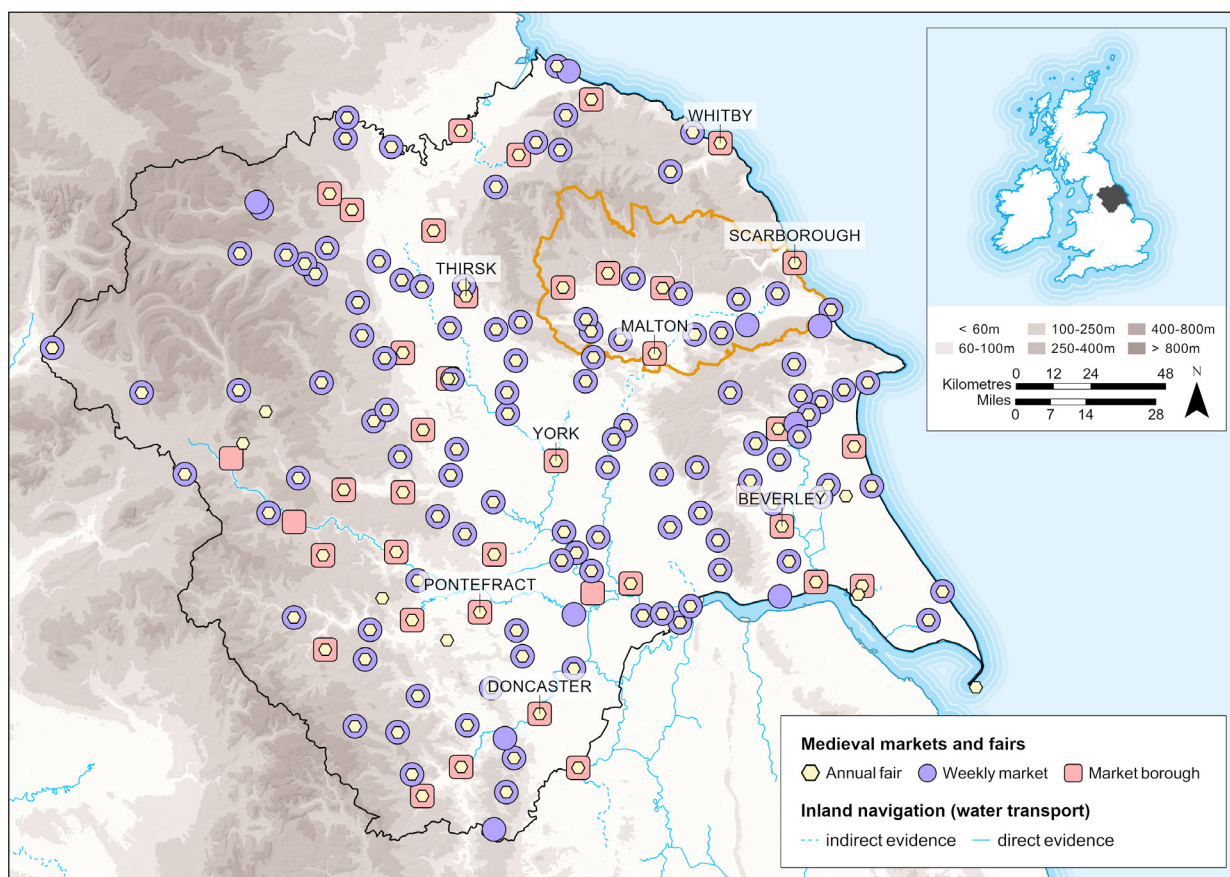 WHITBY
SCARBOROUGH
THIRSK
MALTON
YORK
BEVERLEY
PONTEFRACT
DONCASTER
< 60m
100-250m
400-800m
60-100m
250-400m
> 800m
Kilometres
0 12 24 48
Miles
0 7 14 28
N
Medieval markets and fairs
Annual fair
Weekly market
Market borough
Inland navigation (water transport)
indirect evidence
direct evidence